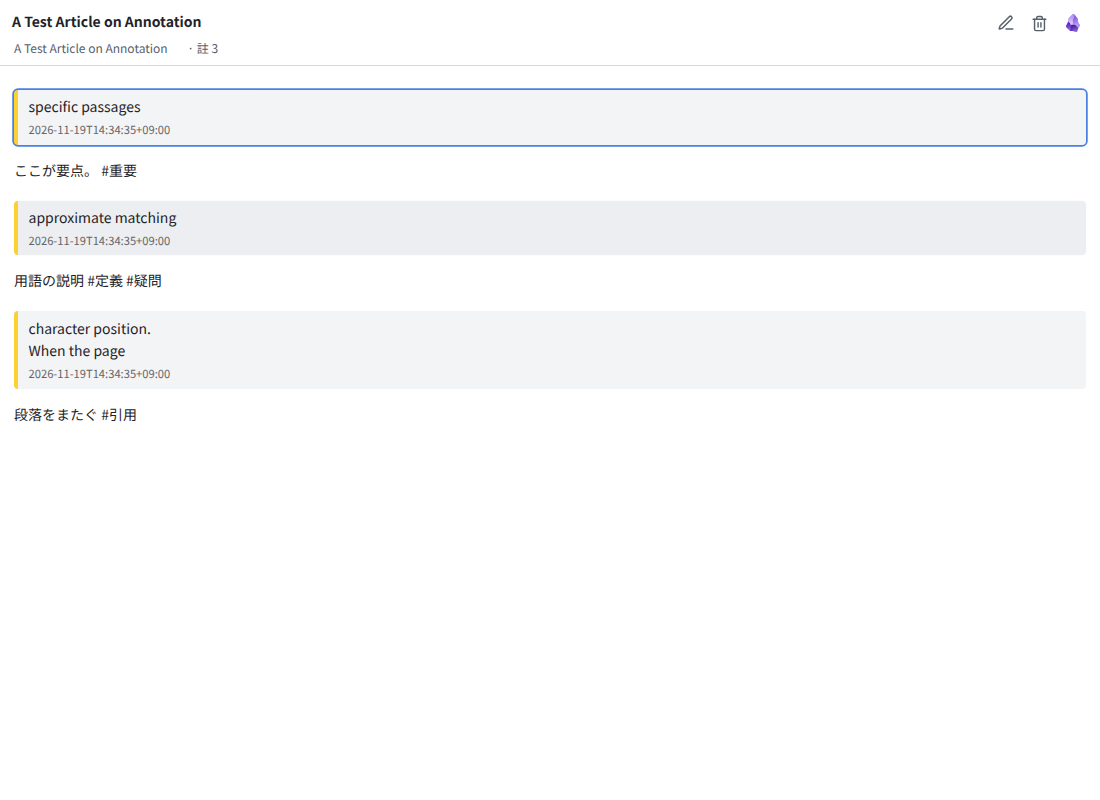 A Test Article on Annotation
A Test Article on Annotation · 註 3
specific passages
2026-11-19T14:34:35+09:00
ここが要点。 #重要
approximate matching
2026-11-19T14:34:35+09:00
用語の説明 #定義 #疑問
character position.
When the page
2026-11-19T14:34:35+09:00
段落をまたぐ #引用